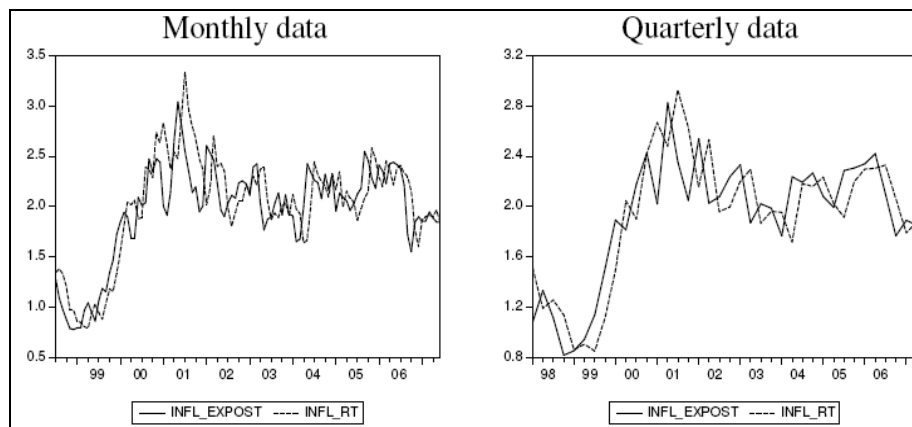 Monthly data
3.5
3.0
2.5
2.0
1.5
1.0
0.5
99 00 01 02 03 04 05 06
INFL_EXPOST INFL_RT
Quarterly data
3.2
2.8
2.4
2.0
1.6
1.2
0.8
98 99 00 01 02 03 04 05 06
INFL_EXPOST INFL_RT